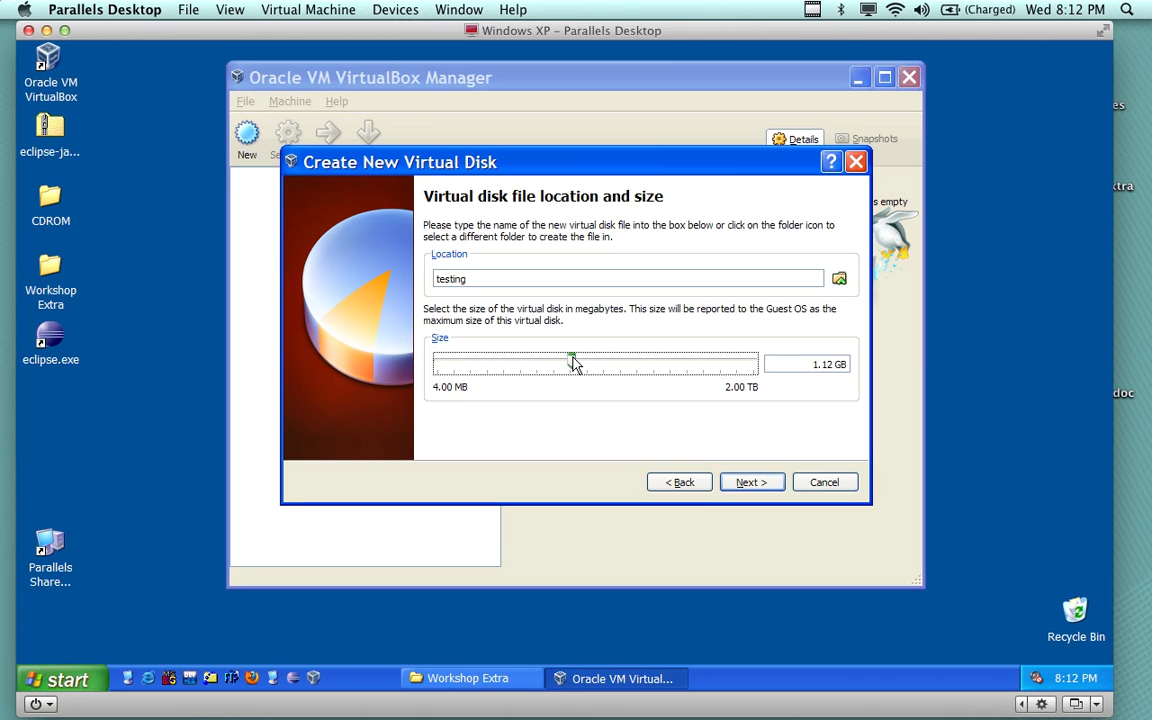 Parallels Desktop File View Virtual Machine Devices Window Help (Charged) Wed 8:12 PM
Windows XP – Parallels Desktop
Oracle VM
VirtualBox
eclipse-ja...
CDROM
Workshop
Extra
eclipse.exe
Parallels
Share...
Oracle VM VirtualBox Manager
File Machine Help
New
Details Snapshots
empty
Create New Virtual Disk
Virtual disk file location and size
Please type the name of the new virtual disk file into the box below or click on the folder icon to
select a different folder to create the file in.
Location
testing
Select the size of the virtual disk in megabytes. This size will be reported to the Guest OS as the
maximum size of this virtual disk.
Size
1.12 GB
4.00 MB 2.00 TB
< Back Next > Cancel
xtra
doc
Recycle Bin
start Workshop Extra Oracle VM Virtual... 8:12 PM